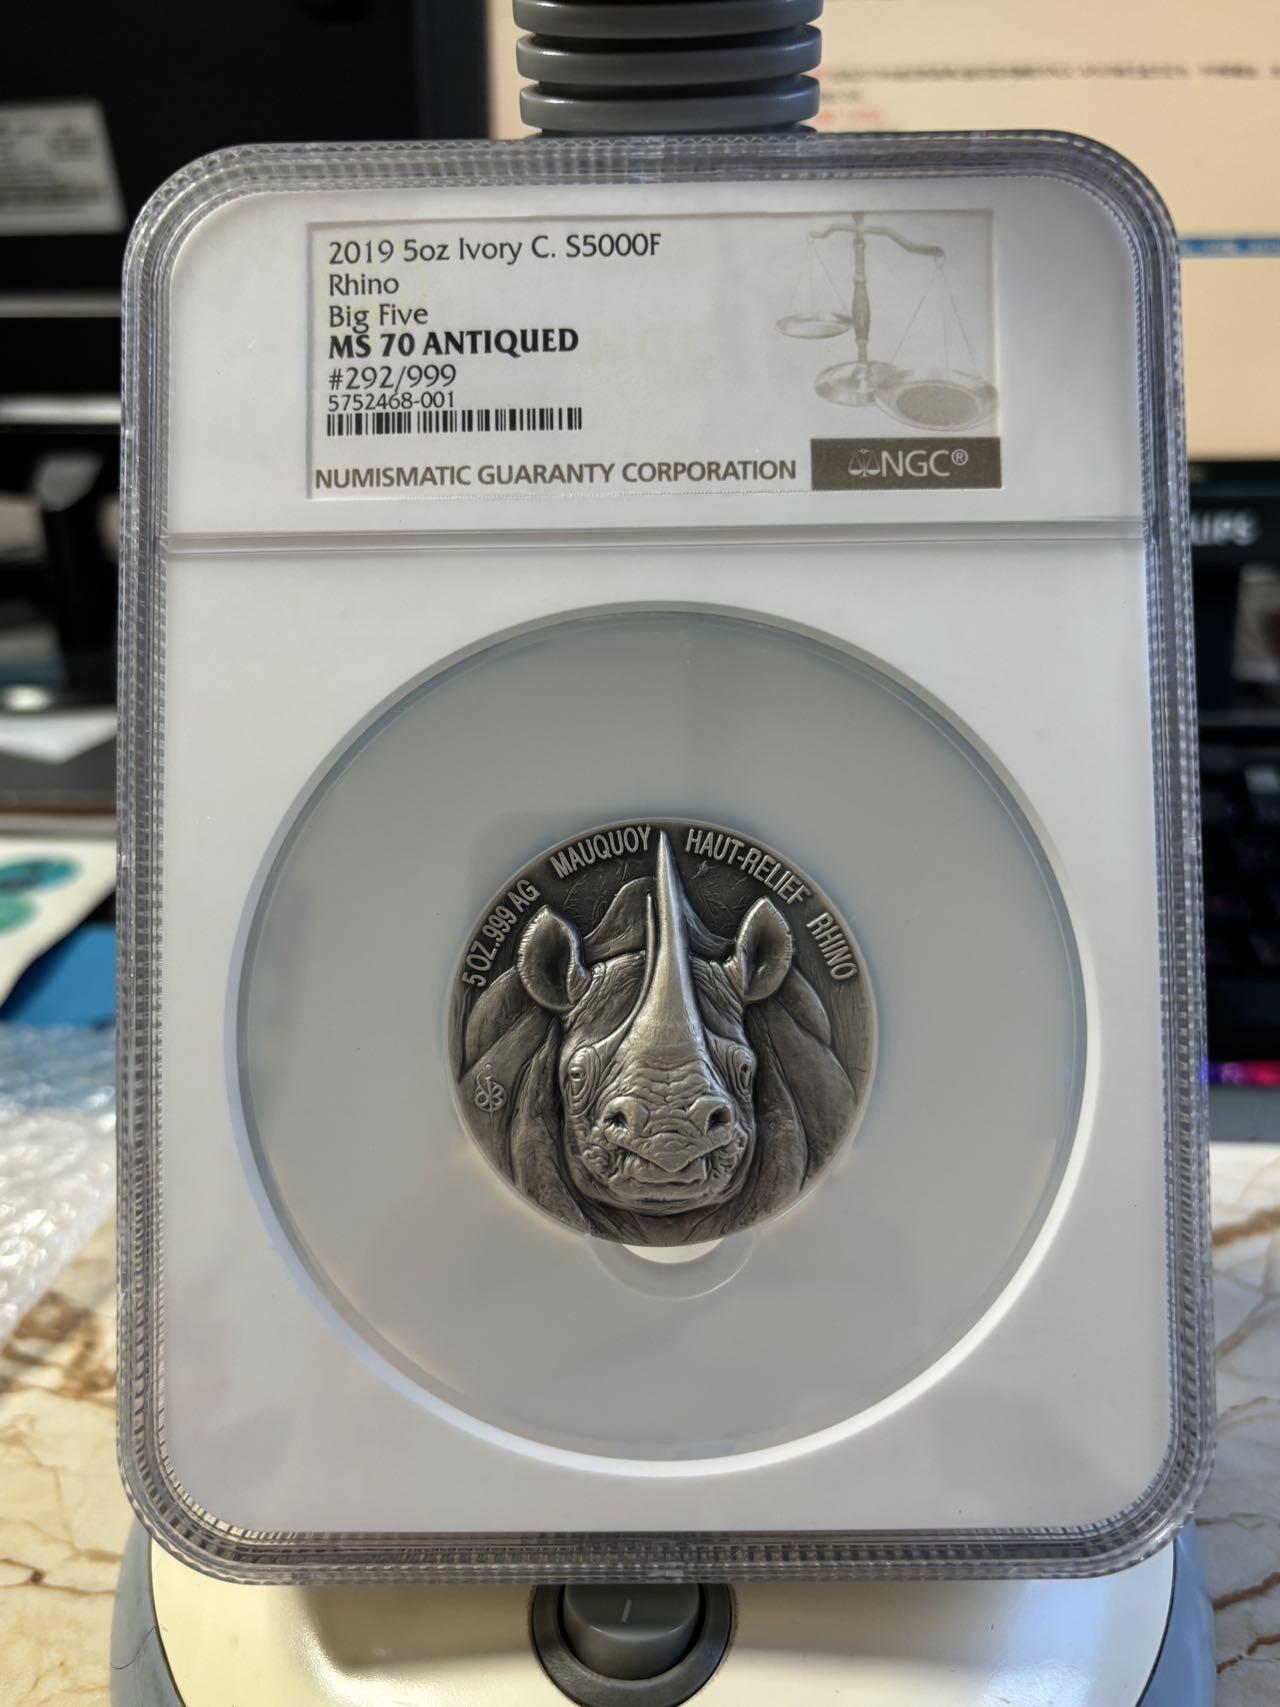 2019 5oz Ivory C. S5000F
Rhino
Big Five
MS 70 ANTIQUED
#292/999
5752468-001
NUMISMATIC GUARANTY CORPORATION
NGC®
5 OZ .999 AG MAUQUOY HAUT-RELIEF RHINO